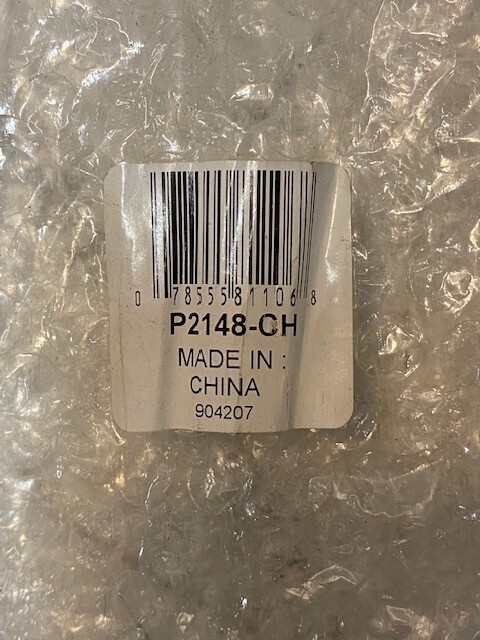 0 78555 81106 8
P2148-CH
MADE IN :
CHINA
904207